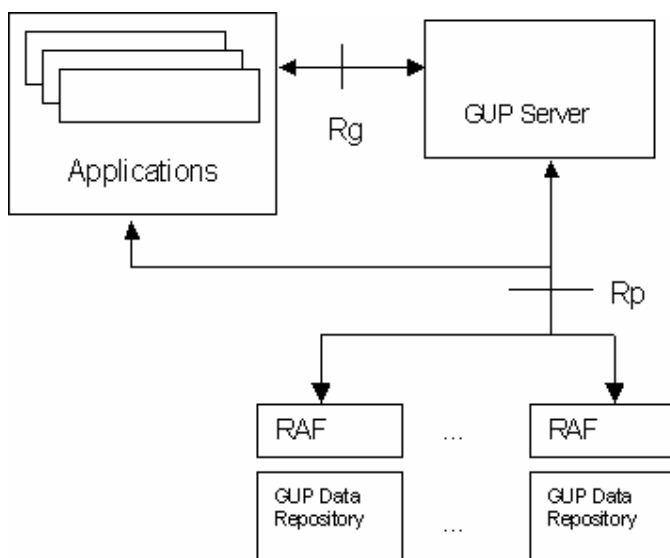 GUP Server
Rg
Applications
Rp
RAF
...
RAF
GUP Data
Repository
...
GUP Data
Repository